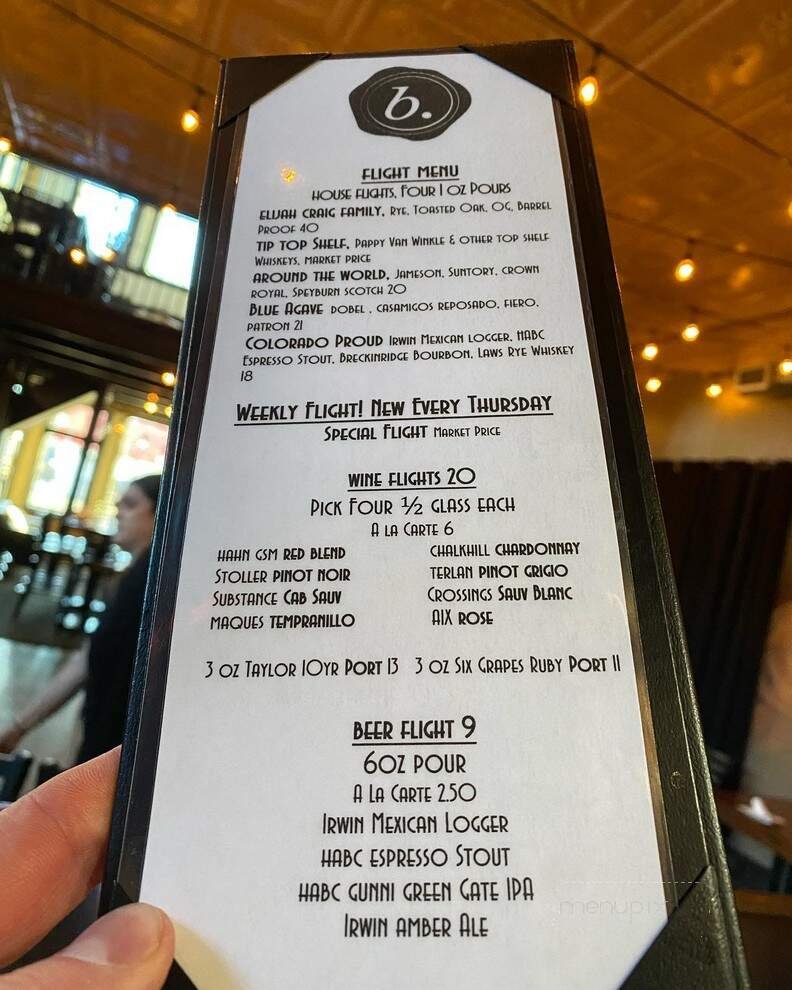 b.
FLIGHT MENU
HOUSE FLIGHTS, FOUR 1 OZ POURS
ELIJAH CRAIG FAMILY, RYE, TOASTED OAK, OG, BARREL
PROOF 40
TIP TOP SHELF, PAPPY VAN WINKLE & OTHER TOP SHELF
WHISKEYS, MARKET PRICE
AROUND THE WORLD, JAMESON, SUNTORY, CROWN
ROYAL, SPEYBURN SCOTCH 20
BLUE AGAVE DOBEL , CASAMIGOS REPOSADO, FIERO,
PATRON 21
COLORADO PROUD IRWIN MEXICAN LOGGER, HABC
ESPRESSO STOUT, BRECKINRIDGE BOURBON, LAWS RYE WHISKEY
18
WEEKLY FLIGHT! NEW EVERY THURSDAY
SPECIAL FLIGHT MARKET PRICE
WINE FLIGHTS 20
PICK FOUR ½ GLASS EACH
A LA CARTE 6
HAHN GSM RED BLEND CHALKHILL CHARDONNAY
STOLLER PINOT NOIR TERLAN PINOT GRIGIO
SUBSTANCE CAB SAUV CROSSINGS SAUV BLANC
MAQUES TEMPRANILLO AIX ROSE
3 OZ TAYLOR 10YR PORT 13 3 OZ SIX GRAPES RUBY PORT 11
BEER FLIGHT 9
6OZ POUR
A LA CARTE 2.50
IRWIN MEXICAN LOGGER
HABC ESPRESSO STOUT
HABC GUNNI GREEN GATE IPA
IRWIN AMBER ALE
menupix